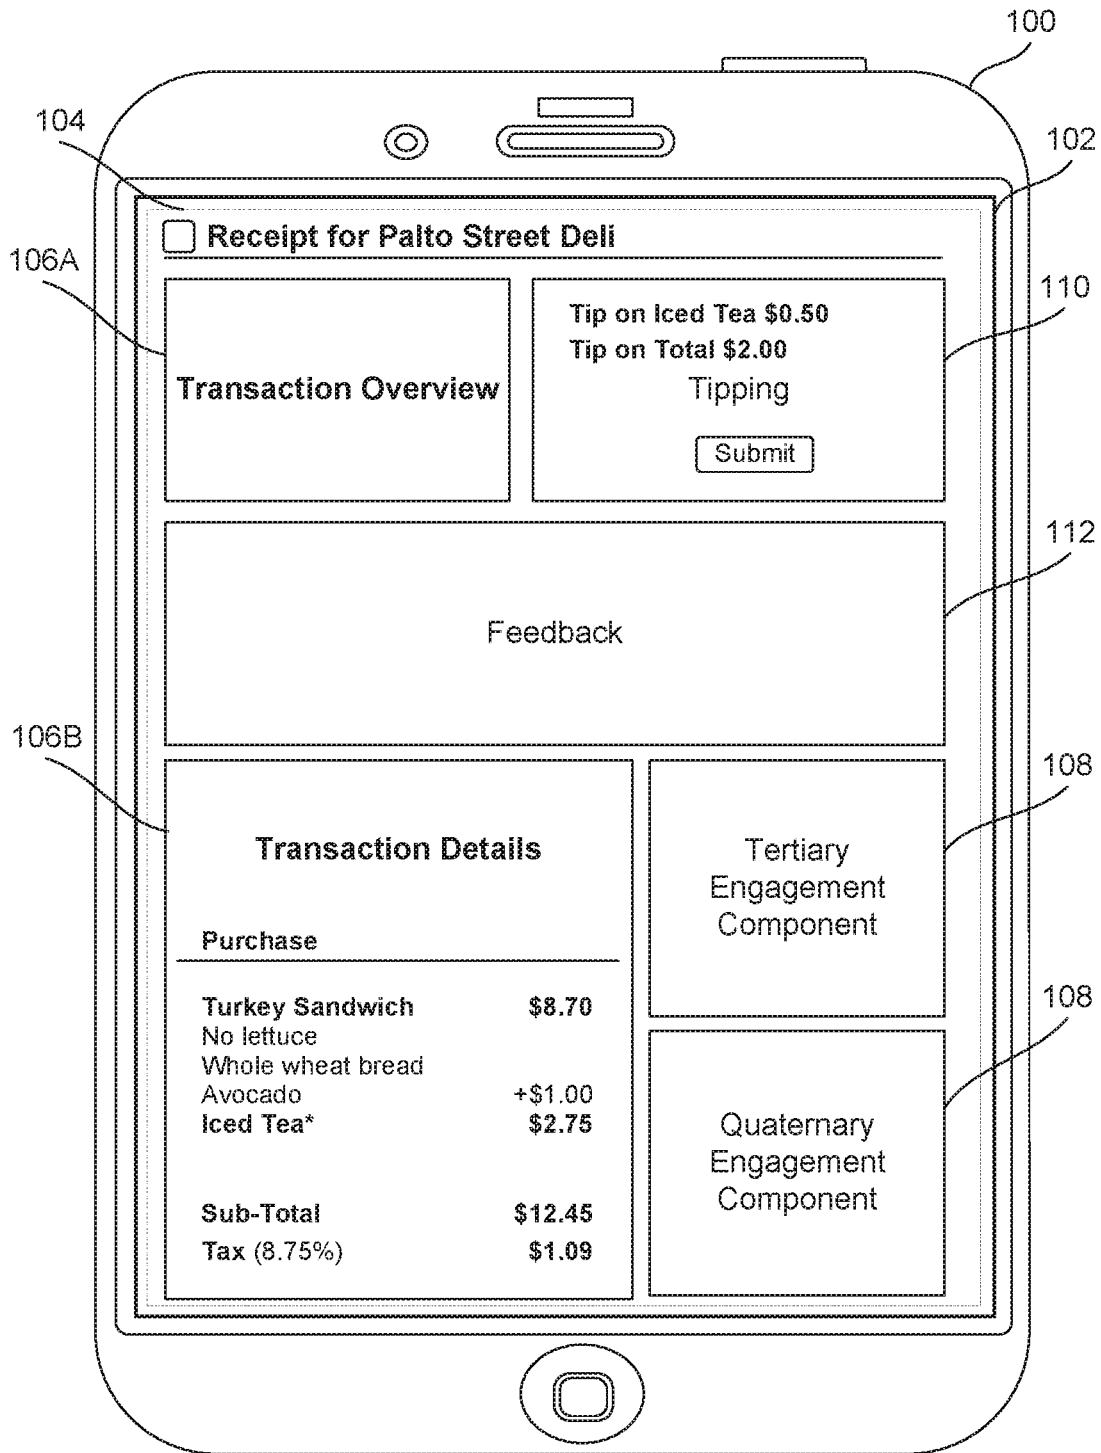 100
104
102
Receipt for Palto Street Deli
106A
110
Tip on Iced Tea $0.50
Tip on Total $2.00
Transaction Overview
Tipping
Submit
112
Feedback
106B
108
Transaction Details
Tertiary
Engagement
Component
Purchase
Turkey Sandwich $8.70
No lettuce
Whole wheat bread
Avocado +$1.00
Iced Tea* $2.75
108
Quaternary
Engagement
Component
Sub-Total $12.45
Tax (8.75%) $1.09